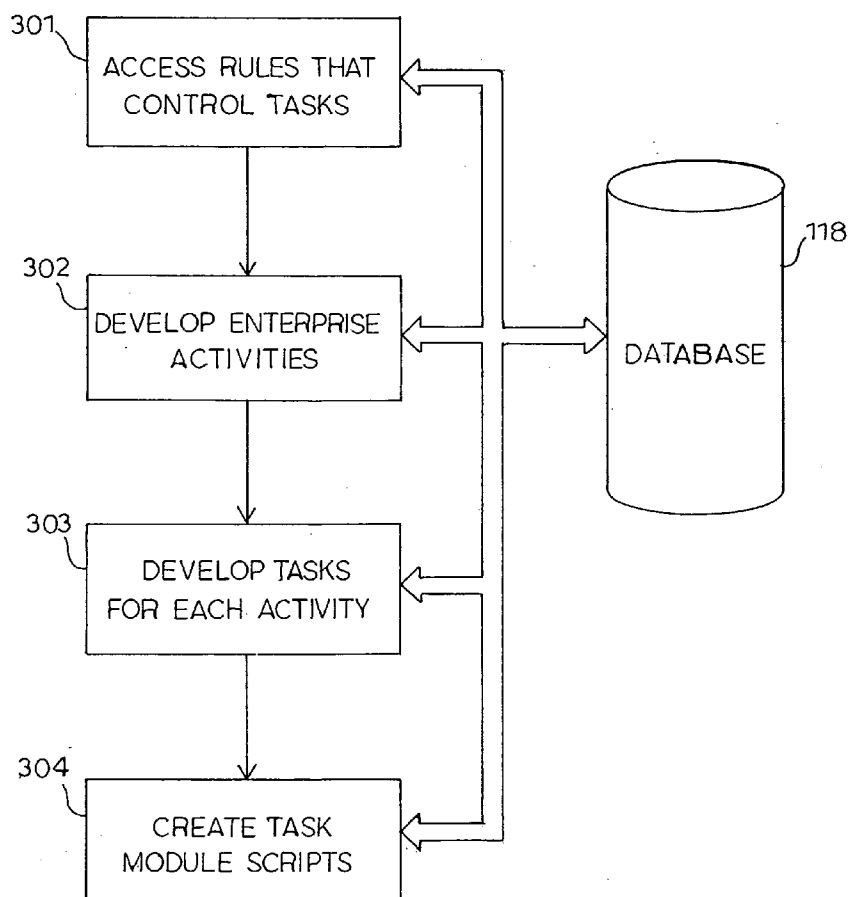 301
ACCESS RULES THAT
CONTROL TASKS
302
DEVELOP ENTERPRISE
ACTIVITIES
118
DATABASE
303
DEVELOP TASKS
FOR EACH ACTIVITY
304
CREATE TASK
MODULE SCRIPTS